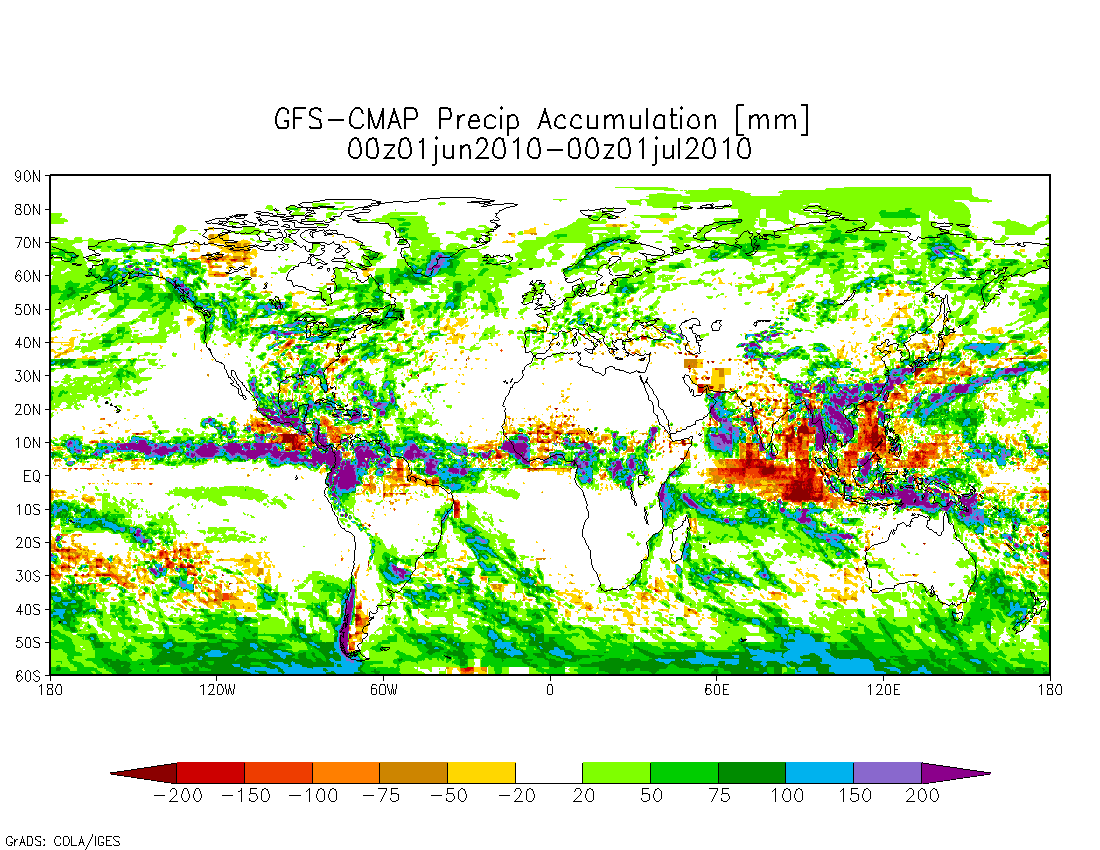 GFS-CMAP Precip Accumulation [mm]
00z01jun2010-00z01jul2010
90N
80N
70N
60N
50N
40N
30N
20N
10N
EQ
10S
20S
30S
40S
50S
60S
180 120W 60W 0 60E 120E 180
-200 -150 -100 -75 -50 -20 20 50 75 100 150 200
GrADS: COLA/IGES